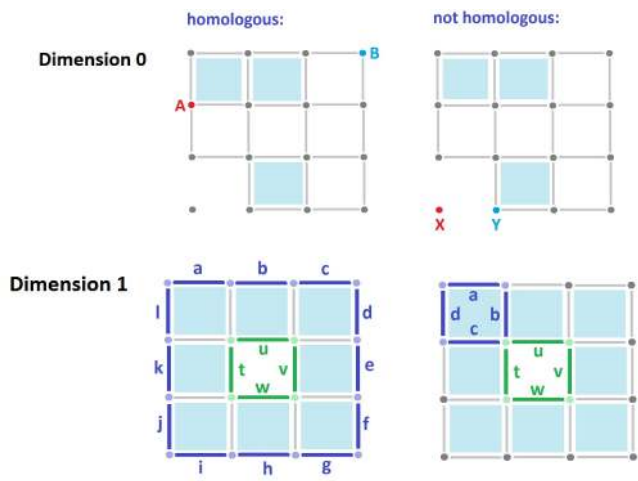 homologous:
not homologous:
Dimension 0
B
A
X
Y
Dimension 1
a b c
l d
u
k t v e
w
j f
i h g
a
d b
c
u
t v
w